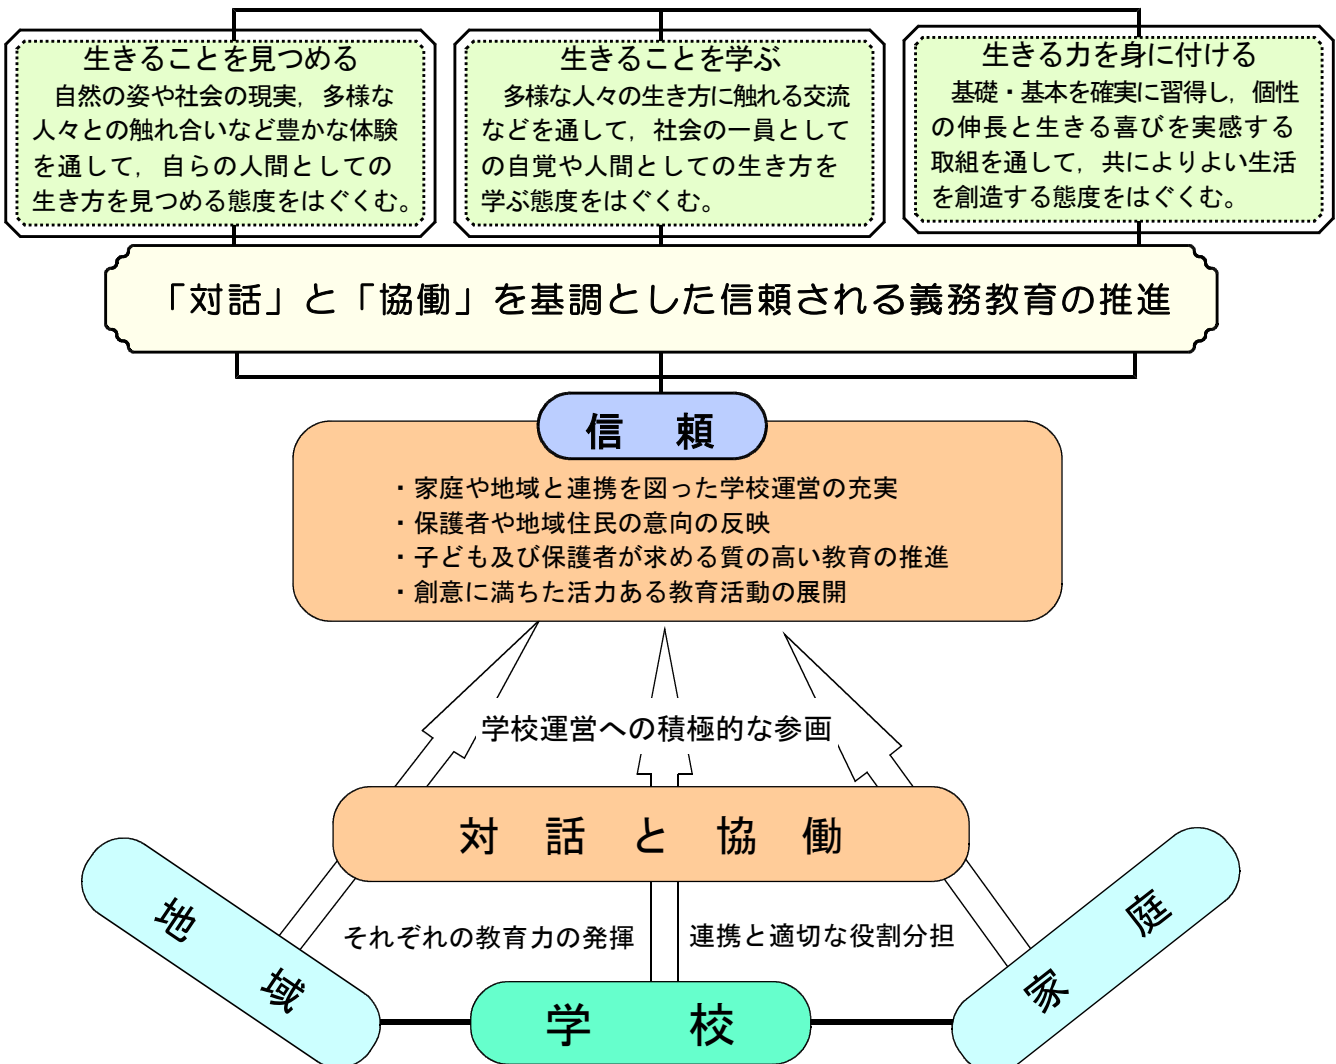 生きることを見つめる
自然の姿や社会の現実，多様な
人々との触れ合いなど豊かな体験
を通して，自らの人間としての
生き方を見つめる態度をはぐくむ。
生きることを学ぶ
多様な人々の生き方に触れる交流
などを通して，社会の一員として
の自覚や人間としての生き方を
学ぶ態度をはぐくむ。
生きる力を身に付ける
基礎・基本を確実に習得し，個性
の伸長と生きる喜びを実感する
取組を通して，共によりよい生活
を創造する態度をはぐくむ。
「対話」と「協働」を基調とした信頼される義務教育の推進
信　頼
・家庭や地域と連携を図った学校運営の充実
・保護者や地域住民の意向の反映
・子ども及び保護者が求める質の高い教育の推進
・創意に満ちた活力ある教育活動の展開
学校運営への積極的な参画
対　話　と　協　働
地　域
それぞれの教育力の発揮
連携と適切な役割分担
家　庭
学　校